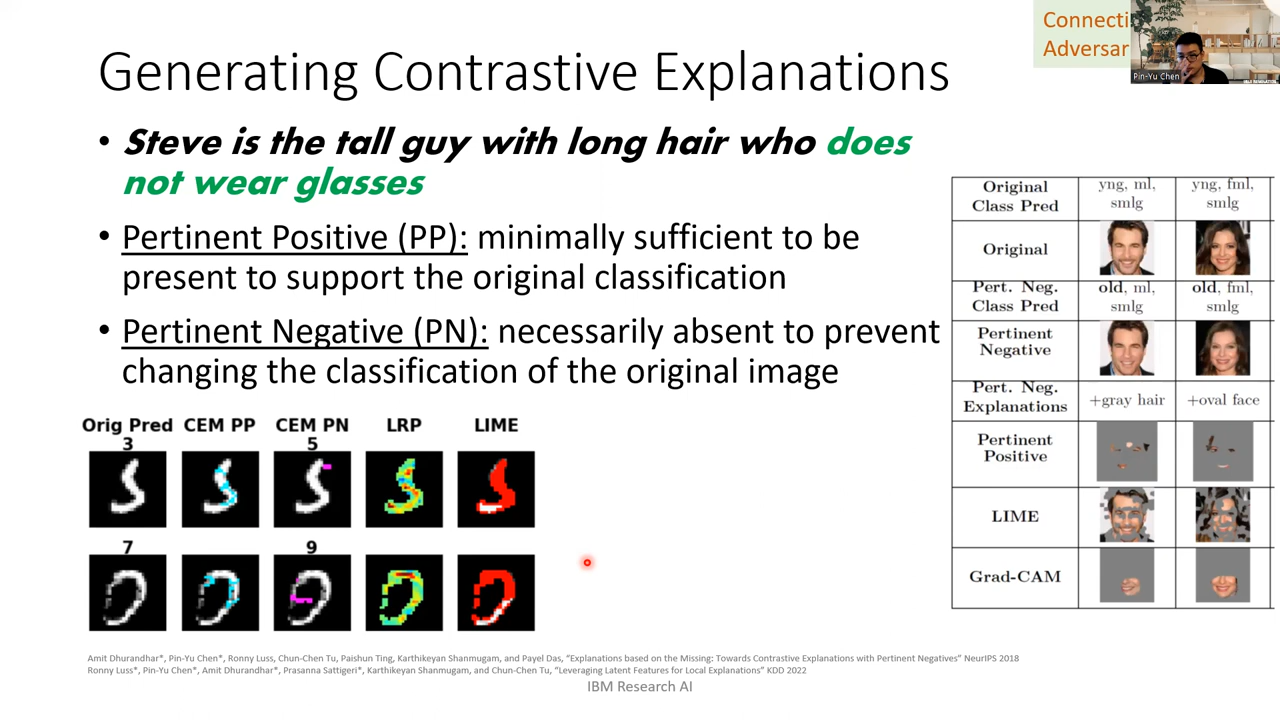 Generating Contrastive Explanations
Connecti
Adversar
Pin-Yu Chen
• Steve is the tall guy with long hair who does
not wear glasses
• Pertinent Positive (PP): minimally sufficient to be
present to support the original classification
• Pertinent Negative (PN): necessarily absent to prevent
changing the classification of the original image
Orig Pred CEM PP CEM PN LRP LIME
3 5
7 9
Original
Class Pred
yng, ml,
smlg
yng, fml,
smlg
Original
Pert. Neg.
Class Pred
old, ml,
smlg
old, fml,
smlg
Pertinent
Negative
Pert. Neg.
Explanations
+gray hair
+oval face
Pertinent
Positive
LIME
Grad-CAM
Amit Dhurandhar*, Pin-Yu Chen*, Ronny Luss, Chun-Chen Tu, Paishun Ting, Karthikeyan Shanmugam, and Payel Das, “Explanations based on the Missing: Towards Contrastive Explanations with Pertinent Negatives” NeurIPS 2018
Ronny Luss*, Pin-Yu Chen*, Amit Dhurandhar*, Prasanna Sattigeri*, Karthikeyan Shanmugam, and Chun-Chen Tu, “Leveraging Latent Features for Local Explanations” KDD 2022
IBM Research AI